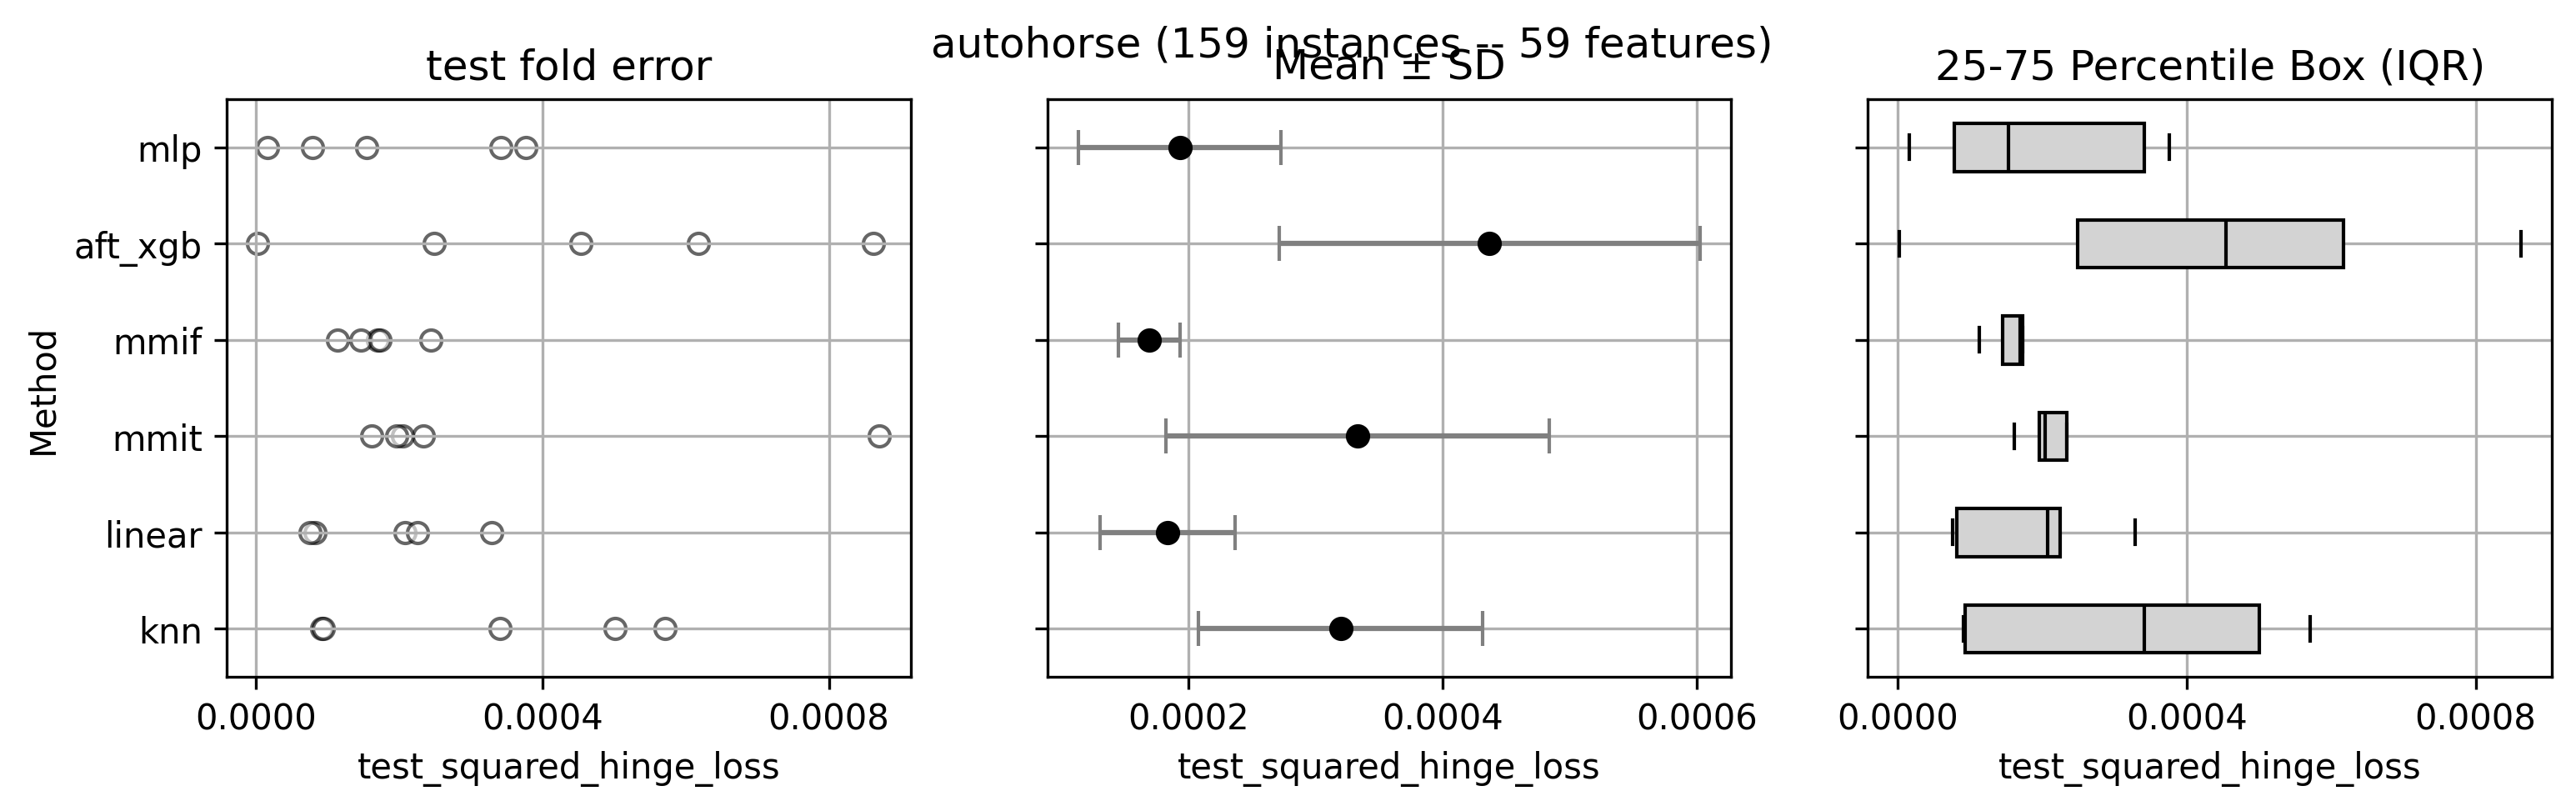 autohorse (159 instances -- 59 features)
test fold error
Mean ± SD
25-75 Percentile Box (IQR)
Method
mlp
aft_xgb
mmif
mmit
linear
knn
0.0000 0.0004 0.0008
0.0002 0.0004 0.0006
0.0000 0.0004 0.0008
test_squared_hinge_loss
test_squared_hinge_loss
test_squared_hinge_loss